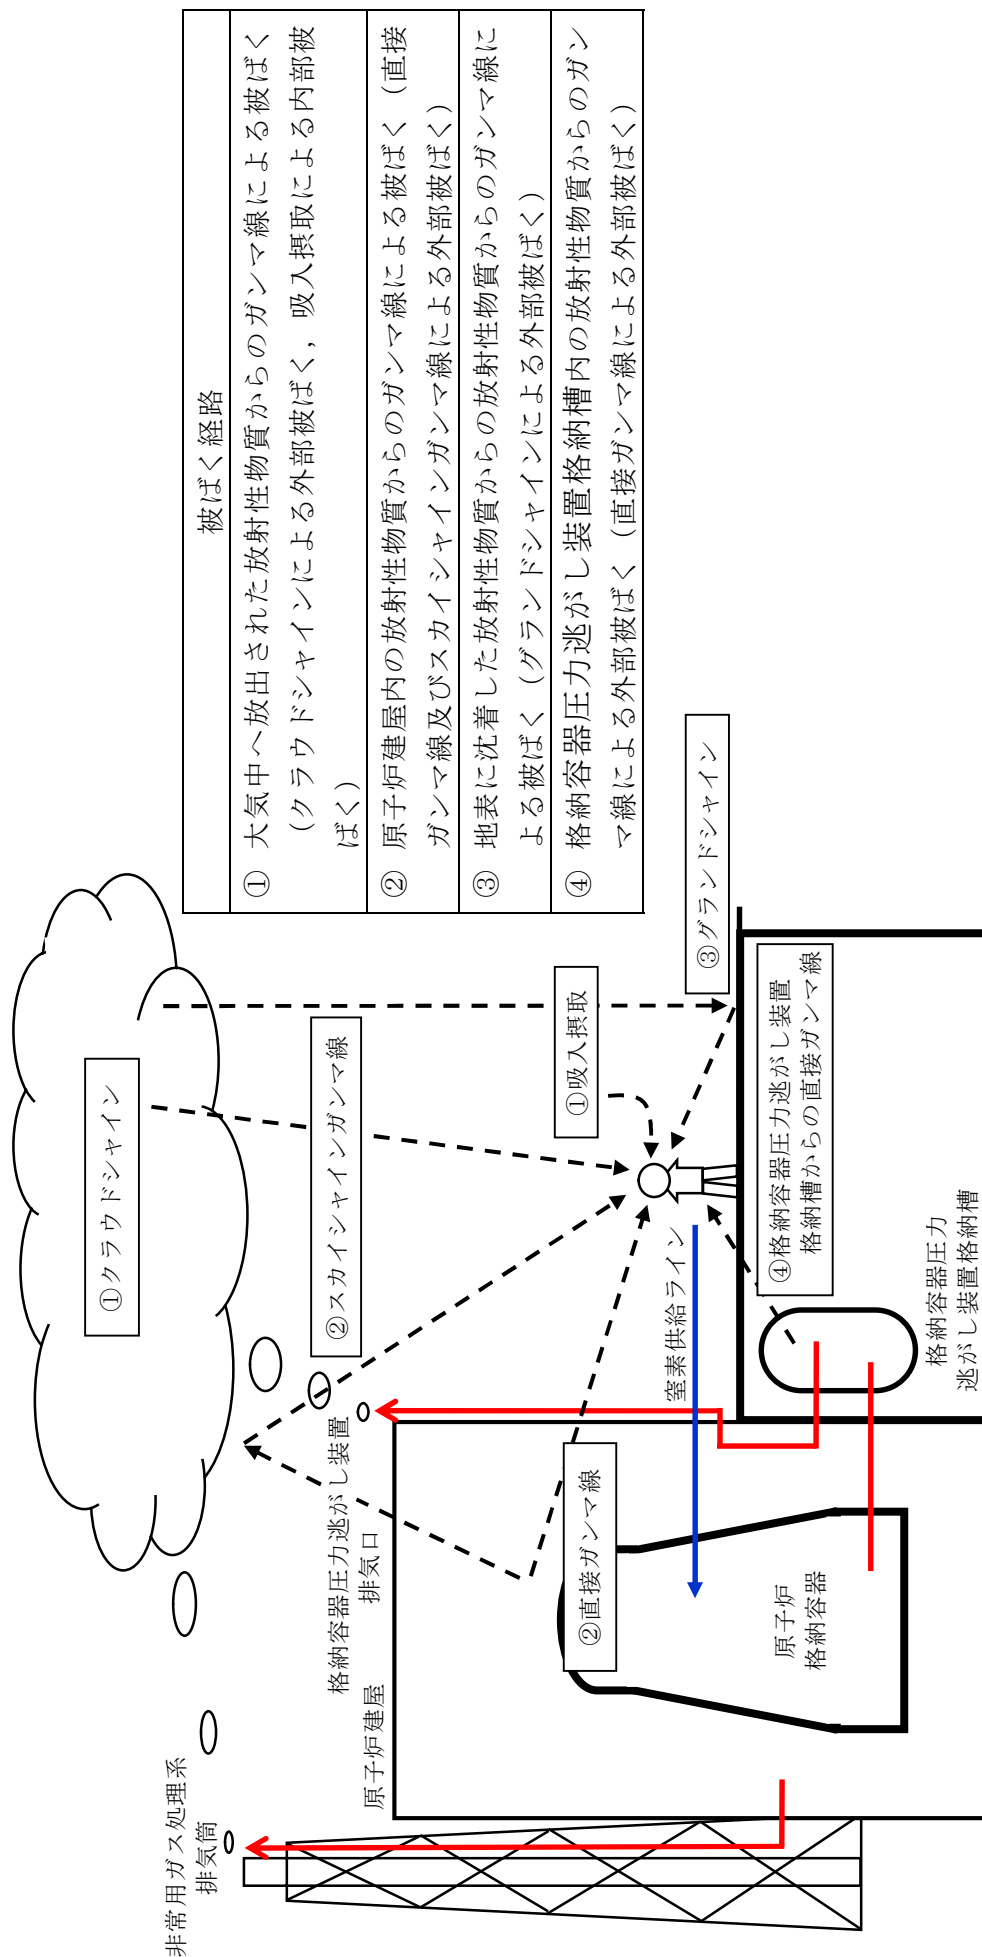 非常用ガス処理系
排気筒
原子炉建屋
格納容器圧力逃がし装置
排気口
①クラウドシャイン
②スカイシャインガンマ線
②直接ガンマ線
原子炉
格納容器
窒素供給ライン
①吸入摂取
③グランドシャイン
④格納容器圧力逃がし装置
格納槽からの直接ガンマ線
格納容器圧力
逃がし装置格納槽
被ばく経路
① 大気中へ放出された放射性物質からのガンマ線による被ばく
(クラウドシャインによる外部被ばく，吸入摂取による内部被
ばく)
② 原子炉建屋内の放射性物質からのガンマ線による被ばく（直接
ガンマ線及びスカイシャインガンマ線による外部被ばく）
③ 地表に沈着した放射性物質からの放射性物質からのガンマ線に
よる被ばく（グランドシャインによる外部被ばく）
④ 格納容器圧力逃がし装置格納槽内の放射性物質からのガン
マ線による外部被ばく（直接ガンマ線による外部被ばく）